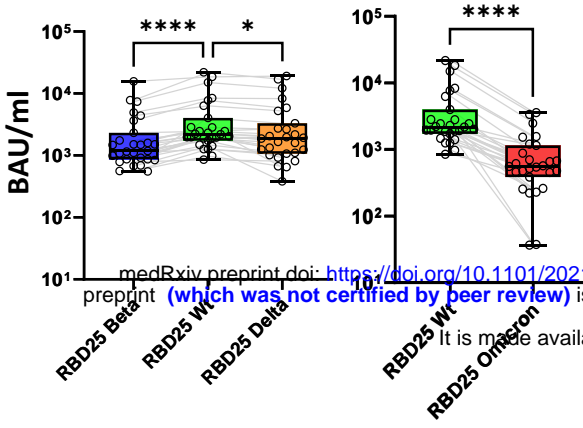 **** *
****
BAU/ml
10⁵
10⁴
10³
10²
10¹
10⁵
10⁴
10³
10²
10¹
medRxiv preprint doi: https://doi.org/10.1101/202
preprint (which was not certified by peer review) is
It is made availa
RBD25 Beta
RBD25 Wt
RBD25 Delta
RBD25 Wt
RBD25 Omicron